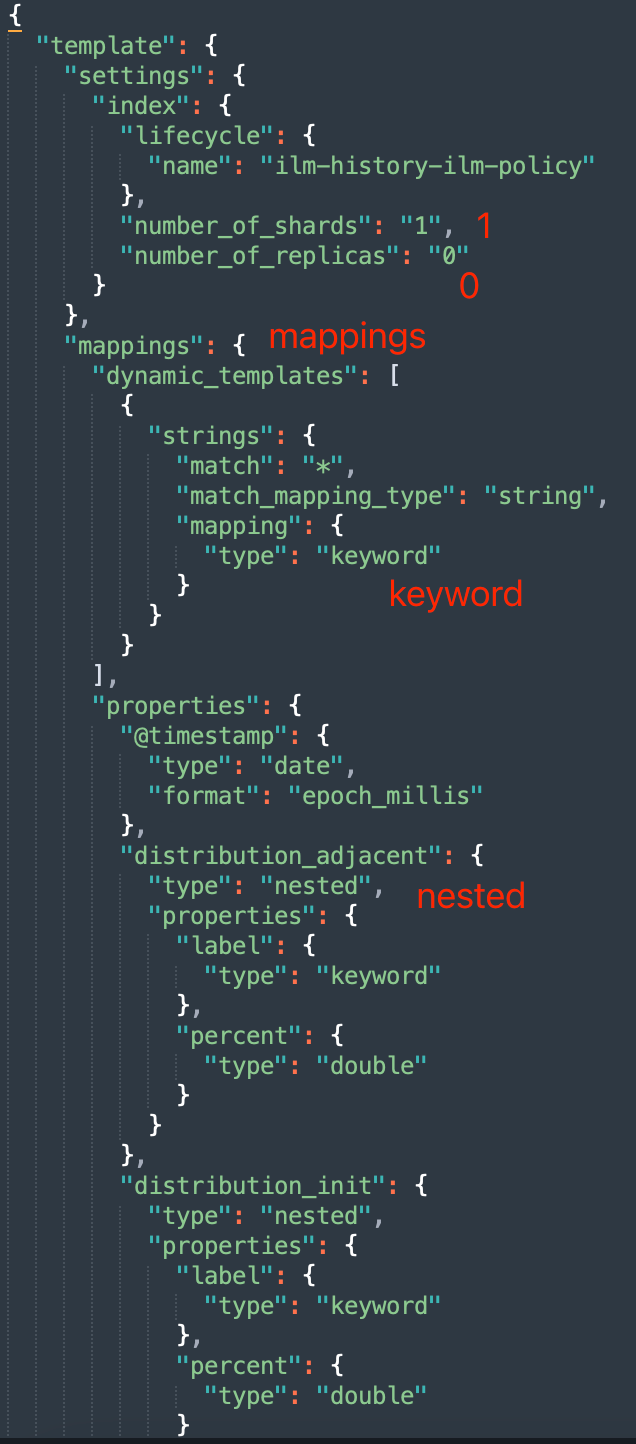 {
"template": {
"settings": {
"index": {
"lifecycle": {
"name": "ilm-history-ilm-policy"
},
"number_of_shards": "1", 1
"number_of_replicas": "0"
} 0
},
"mappings": { mappings
"dynamic_templates": [
{
"strings": {
"match": "*",
"match_mapping_type": "string",
"mapping": {
"type": "keyword"
} keyword
}
}
],
"properties": {
"@timestamp": {
"type": "date",
"format": "epoch_millis"
},
"distribution_adjacent": {
"type": "nested", nested
"properties": {
"label": {
"type": "keyword"
},
"percent": {
"type": "double"
}
}
},
"distribution_init": {
"type": "nested",
"properties": {
"label": {
"type": "keyword"
},
"percent": {
"type": "double"
}